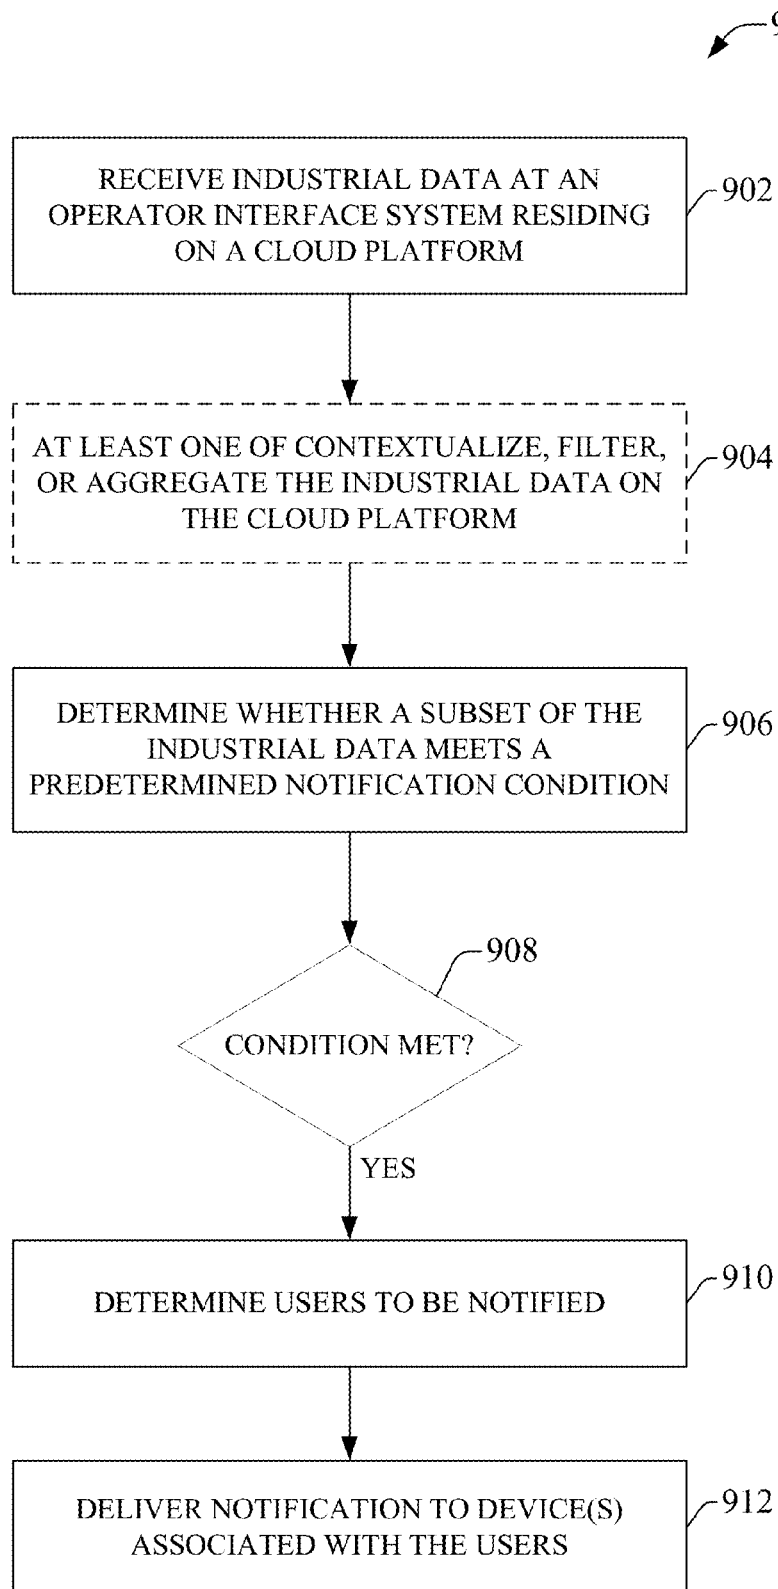 9
RECEIVE INDUSTRIAL DATA AT AN
OPERATOR INTERFACE SYSTEM RESIDING
ON A CLOUD PLATFORM
902
AT LEAST ONE OF CONTEXTUALIZE, FILTER,
OR AGGREGATE THE INDUSTRIAL DATA ON
THE CLOUD PLATFORM
904
DETERMINE WHETHER A SUBSET OF THE
INDUSTRIAL DATA MEETS A
PREDETERMINED NOTIFICATION CONDITION
906
908
CONDITION MET?
YES
DETERMINE USERS TO BE NOTIFIED
910
DELIVER NOTIFICATION TO DEVICE(S)
ASSOCIATED WITH THE USERS
912